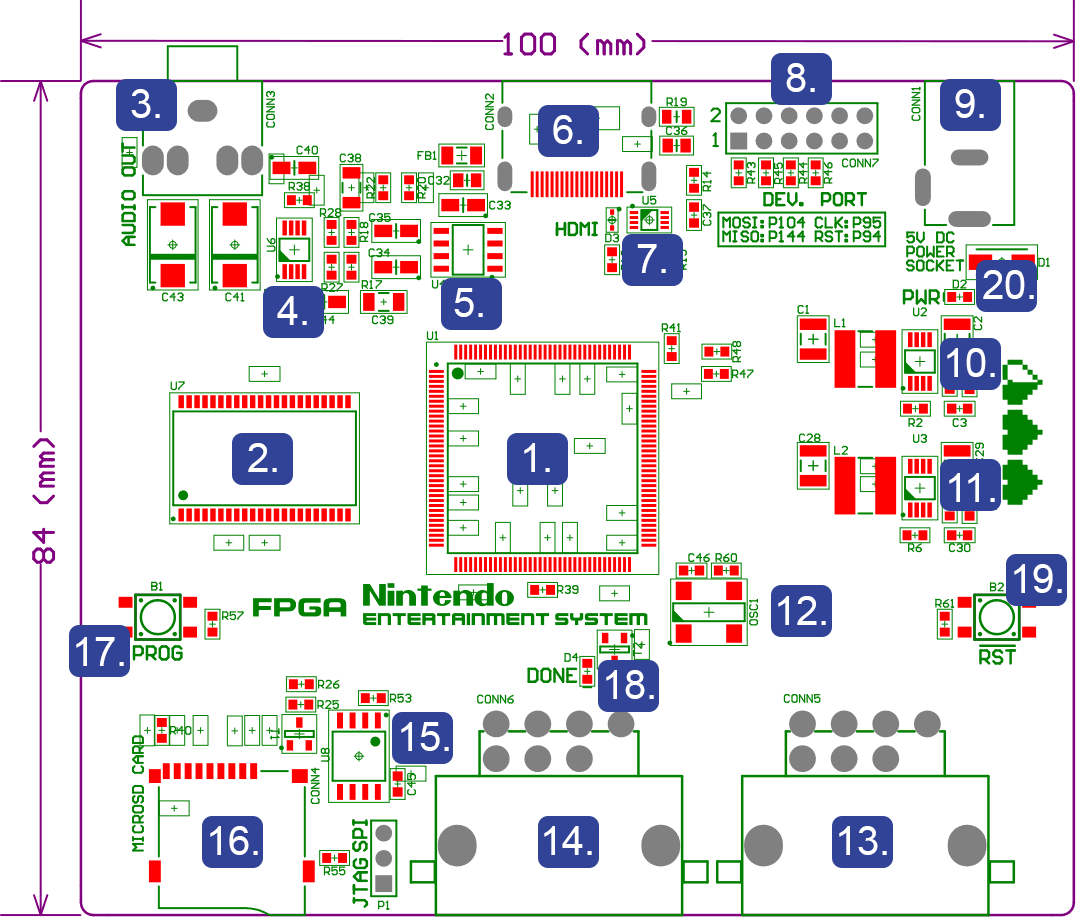 100 (mm)
84 (mm)
3.
CONN3
AUDIO OUT
CONN2
6.
R19
C36
8.
2
1
CONN7
R43
R45
R44
R46
DEV. PORT
MOSI:P104 CLK:P95
MISO:P144 RST:P94
CONN1
9.
5V DC
POWER
SOCKET
D1
20.
D2
PWR
C40
R38
C38
R22
R20
FB1
C32
C33
R14
C37
U5
HDMI
D3
7.
R28
R18
C35
C34
U6
R27
R17
C39
C43
C41
4.
5.
U1
R41
R48
R47
C1
L1
U2
C2
10.
R2
C3
C28
L2
U3
C29
11.
R6
C30
U7
2.
1.
B1
R57
17.
PROG
FPGA
Nintendo
ENTERTAINMENT SYSTEM
R39
C46
R60
OSC1
12.
19.
B2
R61
RST
T2
D4
DONE
18.
R26
R25
R53
T1
R40
U8
15.
C45
CONN4
MICROSD CARD
16.
R55
JTAG SPI
P1
CONN6
14.
CONN5
13.